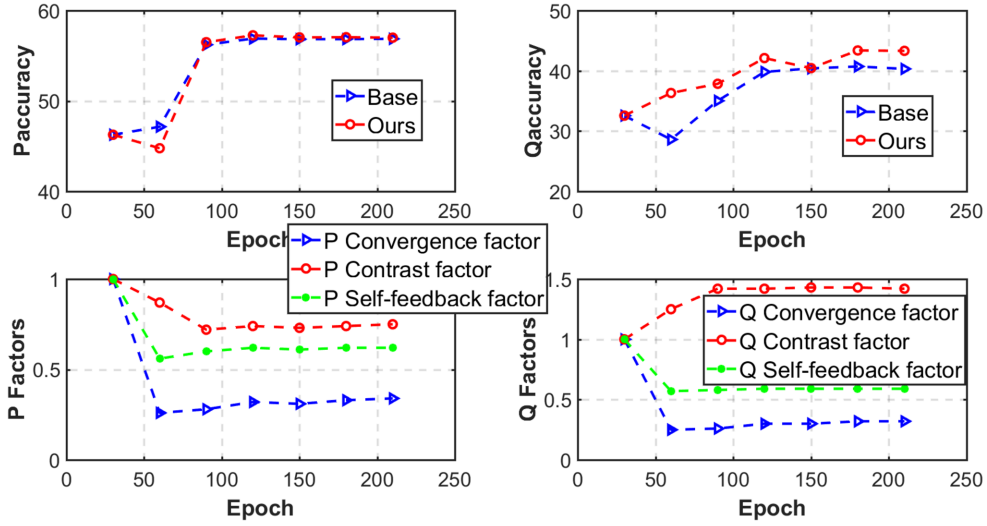 60
50
40
Paccuracy
Base
Ours
0 50 100 150 200 250
Epoch
50
40
30
20
Qaccuracy
Base
Ours
0 50 100 150 200 250
Epoch
1
0.5
0
P Factors
P Convergence factor
P Contrast factor
P Self-feedback factor
0 50 100 150 200 250
Epoch
1.5
1
0.5
0
Q Factors
Q Convergence factor
Q Contrast factor
Q Self-feedback factor
0 50 100 150 200 250
Epoch